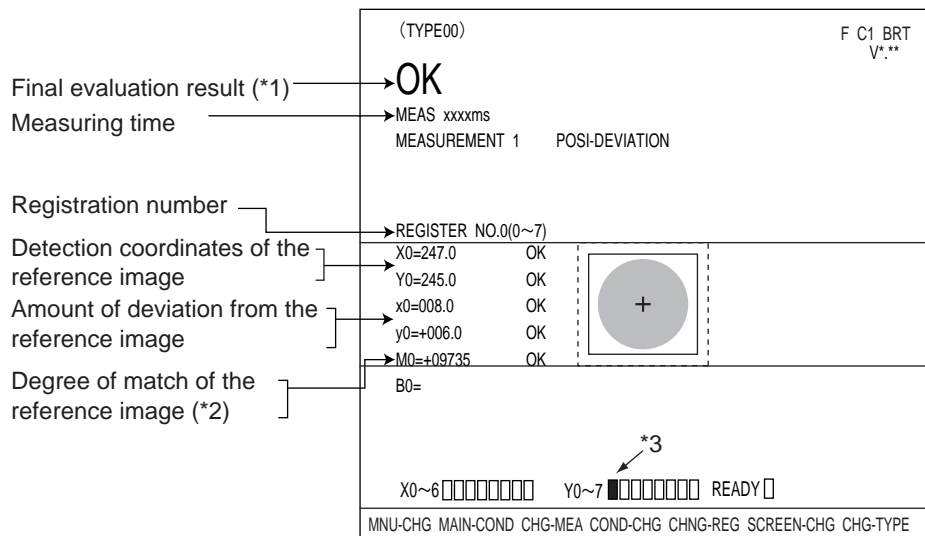 (TYPE00)
F C1 BRT
V*.**
Final evaluation result (*1)
OK
Measuring time
MEAS xxxxms
MEASUREMENT 1 POSI-DEVIATION
Registration number
REGISTER NO.0(0～7)
Detection coordinates of the
reference image
X0=247.0 OK
Y0=245.0 OK
Amount of deviation from the
reference image
x0=008.0 OK
y0=+006.0 OK
Degree of match of the
reference image (*2)
M0=+09735 OK
B0=
*3
X0～6 Y0～7 READY
MNU-CHG MAIN-COND CHG-MEA COND-CHG CHNG-REG SCREEN-CHG CHG-TYPE